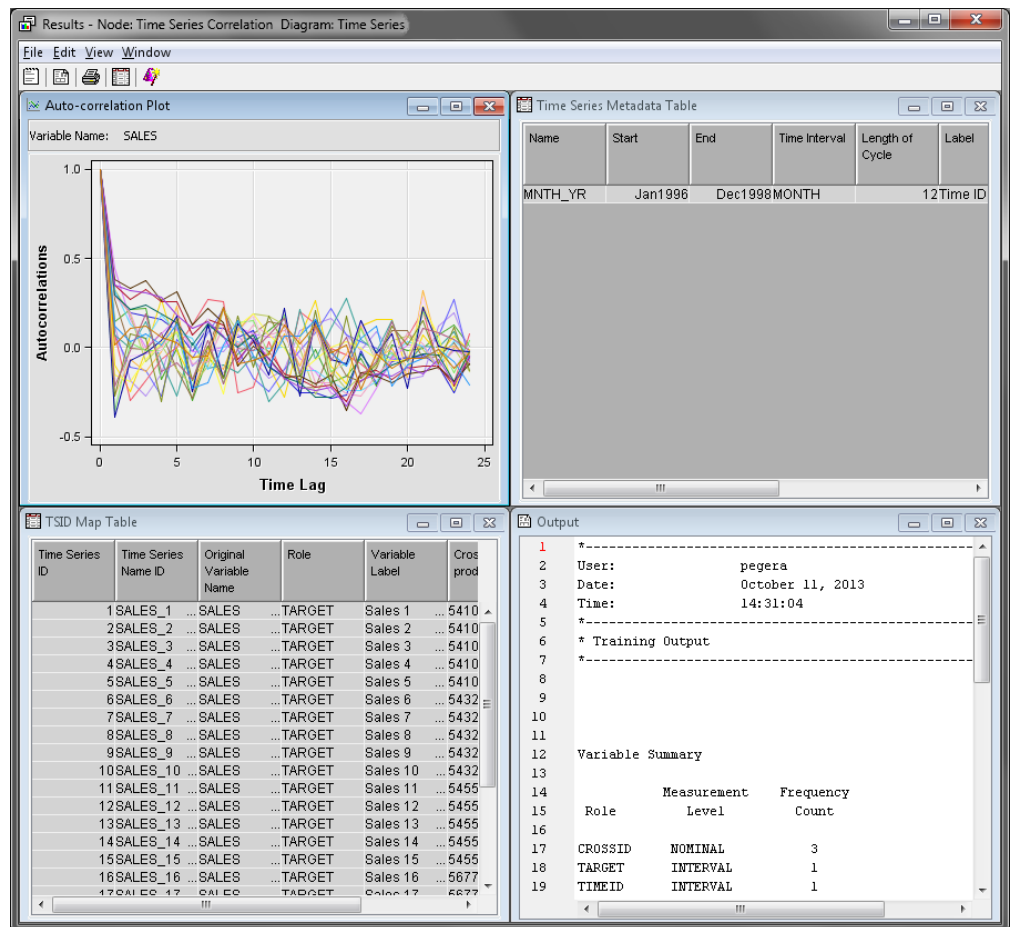 Results - Node: Time Series Correlation Diagram: Time Series
File Edit View Window
Auto-correlation Plot
Variable Name: SALES
1.0
0.5
0.0
-0.5
Autocorrelations
0 5 10 15 20 25
Time Lag
Time Series Metadata Table
Name Start End Time Interval Length of Cycle Label
MNTH_YR Jan1996 Dec1998 MONTH 12 Time ID
TSID Map Table
Time Series ID Time Series Name ID Original Variable Name Role Variable Label Cros prod
1 SALES_1 ... SALES ... TARGET Sales 1 ... 5410
2 SALES_2 ... SALES ... TARGET Sales 2 ... 5410
3 SALES_3 ... SALES ... TARGET Sales 3 ... 5410
4 SALES_4 ... SALES ... TARGET Sales 4 ... 5410
5 SALES_5 ... SALES ... TARGET Sales 5 ... 5410
6 SALES_6 ... SALES ... TARGET Sales 6 ... 5432
7 SALES_7 ... SALES ... TARGET Sales 7 ... 5432
8 SALES_8 ... SALES ... TARGET Sales 8 ... 5432
9 SALES_9 ... SALES ... TARGET Sales 9 ... 5432
10 SALES_10 ... SALES ... TARGET Sales 10 ... 5432
11 SALES_11 ... SALES ... TARGET Sales 11 ... 5455
12 SALES_12 ... SALES ... TARGET Sales 12 ... 5455
13 SALES_13 ... SALES ... TARGET Sales 13 ... 5455
14 SALES_14 ... SALES ... TARGET Sales 14 ... 5455
15 SALES_15 ... SALES ... TARGET Sales 15 ... 5455
16 SALES_16 ... SALES ... TARGET Sales 16 ... 5677
17 SALES_17 ... SALES ... TARGET Sales 17 ... 5677
Output
1 *------------------------------------------------------------
2 User: pegera
3 Date: October 11, 2013
4 Time: 14:31:04
5 *------------------------------------------------------------
6 * Training Output
7 *------------------------------------------------------------
8
9
10
11
12 Variable Summary
13
14 Measurement Frequency
15 Role Level Count
16
17 CROSSID NOMINAL 3
18 TARGET INTERVAL 1
19 TIMEID INTERVAL 1